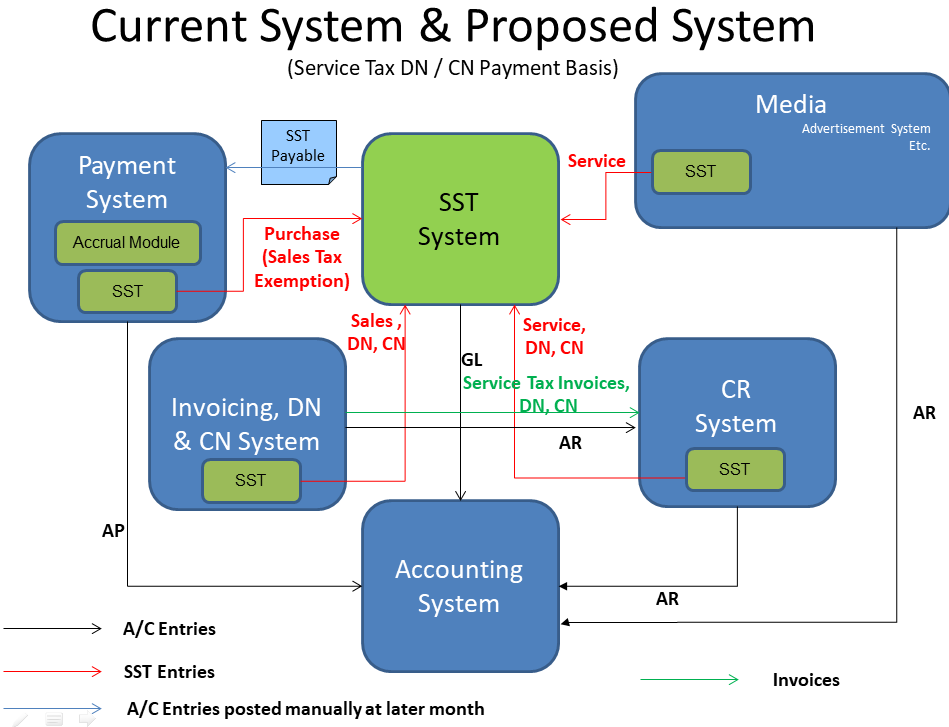 Current System & Proposed System
(Service Tax DN / CN Payment Basis)
Media
Advertisement System
Etc.
SST
SST
Payable
Payment
System
Accrual Module
SST
SST
System
Service
Purchase
(Sales Tax
Exemption)
Sales ,
DN, CN
Service,
DN, CN
GL
Service Tax Invoices,
DN, CN
Invoicing, DN
& CN System
SST
AR
CR
System
SST
AR
AP
Accounting
System
AR
A/C Entries
SST Entries
A/C Entries posted manually at later month
Invoices